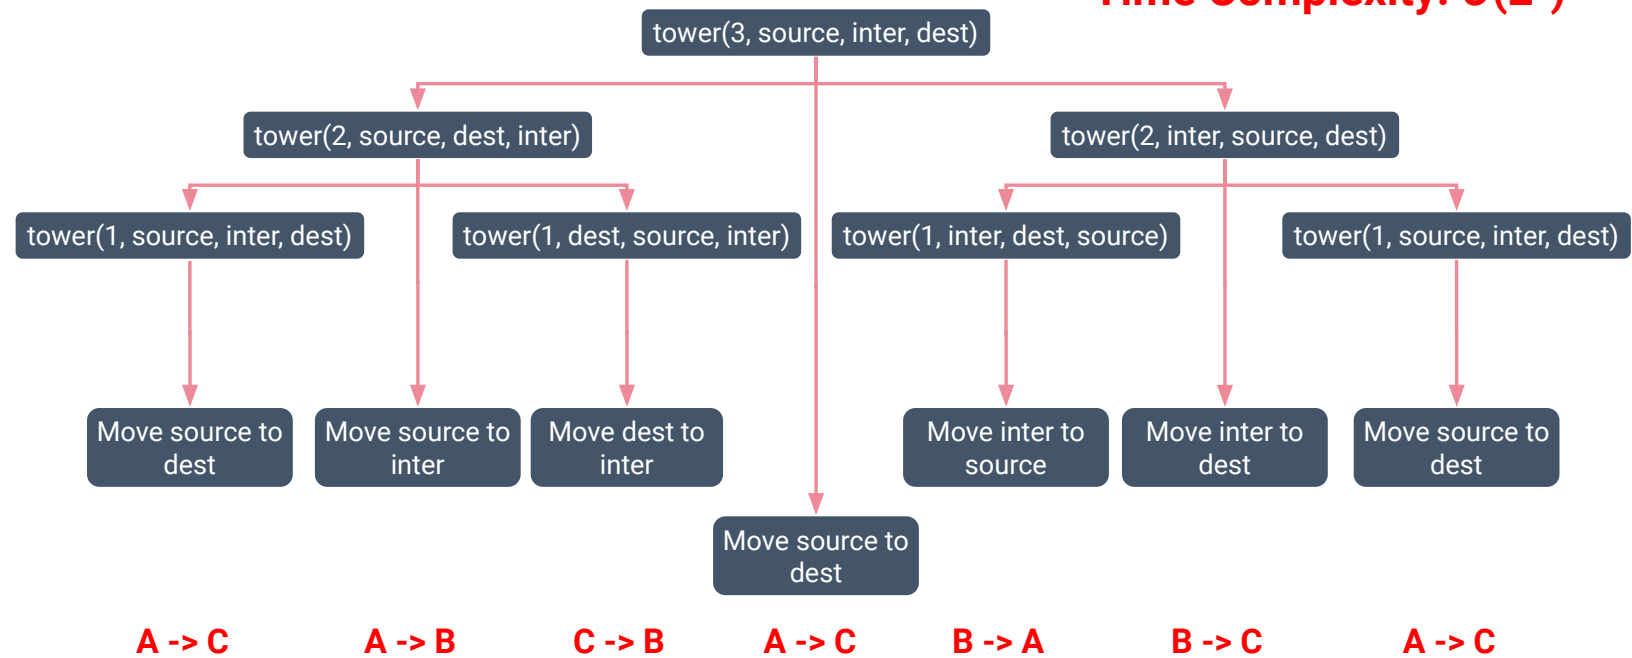 Time Complexity: O(2
tower(3, source, inter, dest)
tower(2, source, dest, inter)
tower(2, inter, source, dest)
tower(1, source, inter, dest)
tower(1, dest, source, inter)
tower(1, inter, dest, source)
tower(1, source, inter, dest)
Move source to
dest
Move source to
inter
Move dest to
inter
Move inter to
source
Move inter to
dest
Move source to
dest
Move source to
dest
A -> C
A -> B
C -> B
A -> C
B -> A
B -> C
A -> C